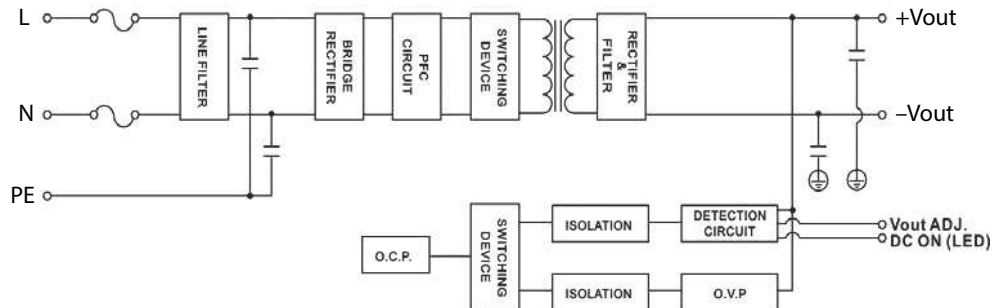 L
+Vout
LINE FILTER
BRIDGE
RECTIFIER
PFC
CIRCUIT
SWITCHING
DEVICE
RECTIFIER
&
FILTER
N
–Vout
PE
SWITCHING
DEVICE
ISOLATION
DETECTION
CIRCUIT
Vout ADJ.
DC ON (LED)
O.C.P.
ISOLATION
O.V.P